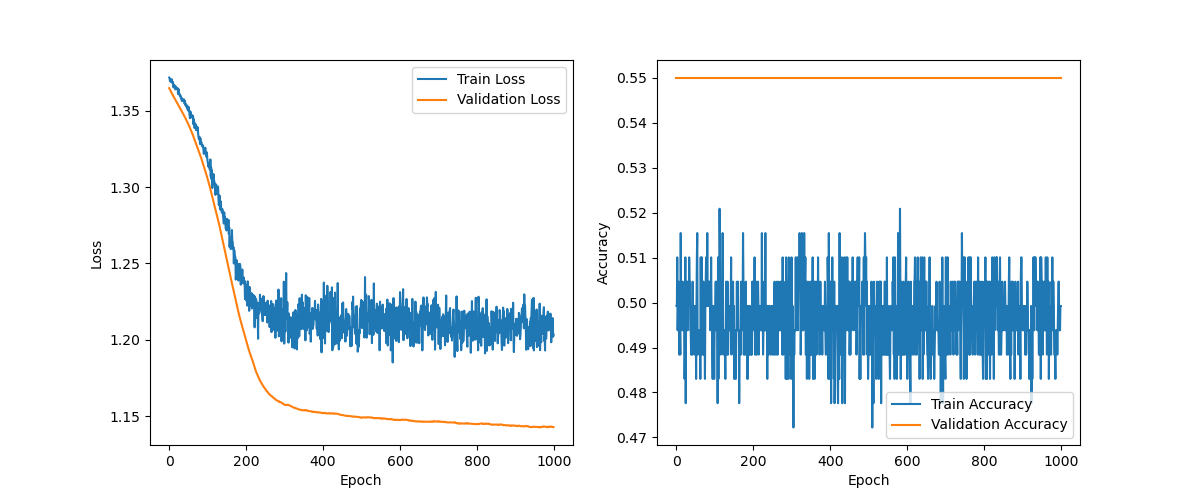 Train Loss
Validation Loss
1.35
1.30
1.25
1.20
1.15
Loss
0 200 400 600 800 1000
Epoch
0.55
0.54
0.53
0.52
0.51
0.50
0.49
0.48
0.47
Accuracy
Train Accuracy
Validation Accuracy
0 200 400 600 800 1000
Epoch